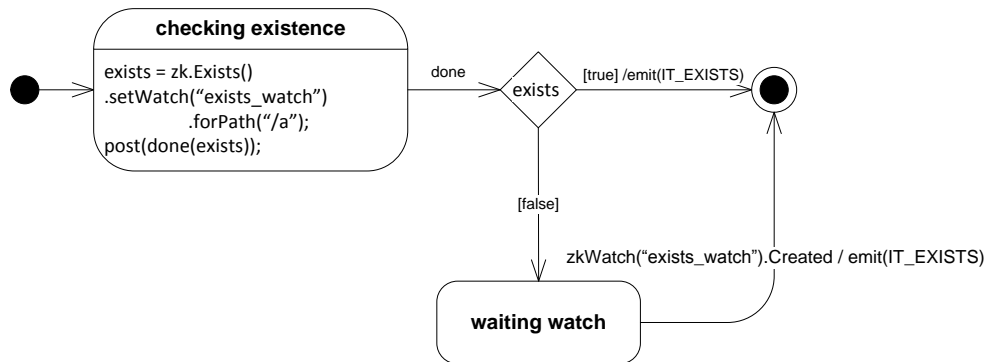 checking existence
exists = zk.Exists()
.setWatch(“exists_watch”)
.forPath(“/a”);
post(done(exists));
done
exists
[true] /emit(IT_EXISTS)
[false]
zkWatch(“exists_watch”).Created / emit(IT_EXISTS)
waiting watch